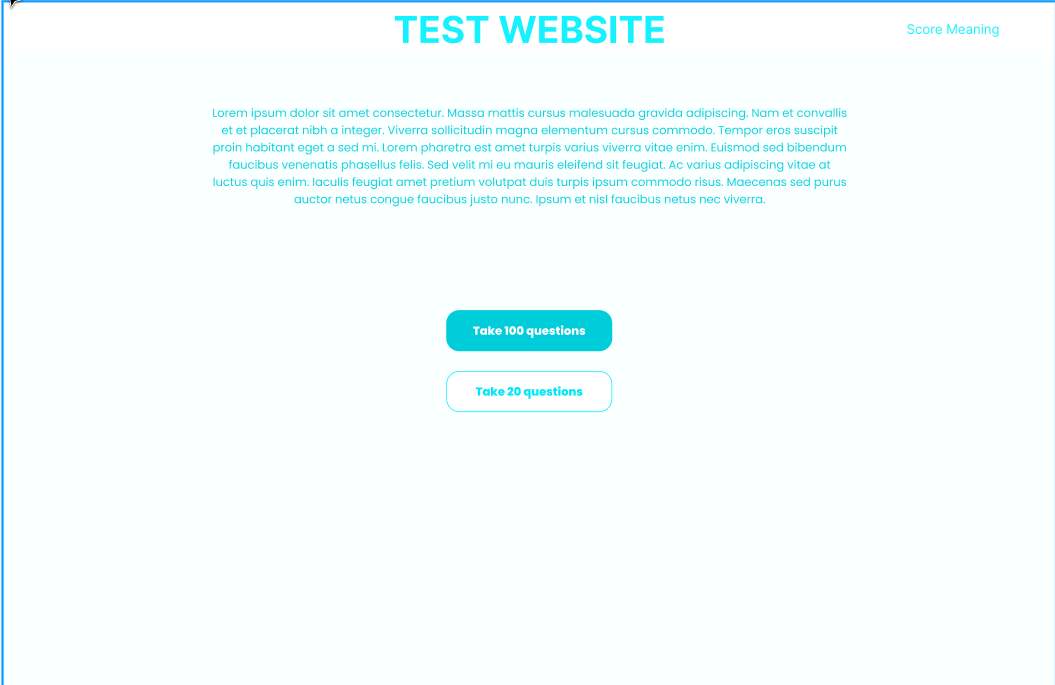 TEST WEBSITE
Score Meaning
Lorem ipsum dolor sit amet consectetur. Massa mattis cursus malesuada gravida adipiscing. Nam et convallis
et et placerat nibh a integer. Viverra sollicitudin magna elementum cursus commodo. Tempor eros suscipit
proin habitant eget a sed mi. Lorem pharetra est amet turpis varius viverra vitae enim. Euismod sed bibendum
faucibus venenatis phasellus felis. Sed velit mi eu mauris eleifend sit feugiat. Ac varius adipiscing vitae at
luctus quis enim. Iaculis feugiat amet pretium volutpat duis turpis ipsum commodo risus. Maecenas sed purus
auctor netus congue faucibus justo nunc. Ipsum et nisl faucibus netus nec viverra.
Take 100 questions
Take 20 questions